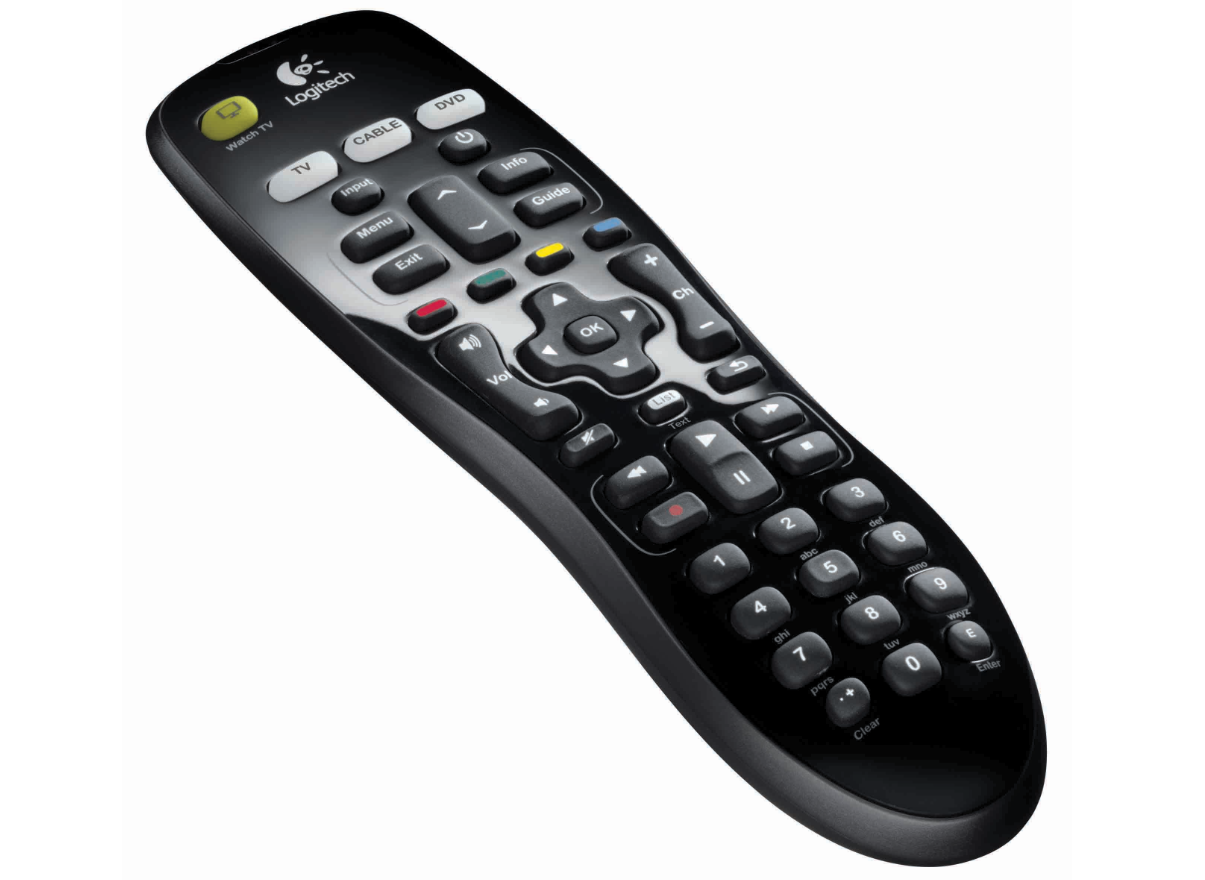 Logitech
Watch TV
TV
CABLE
DVD
Input
Info
Menu
Guide
Exit
Ch
OK
Vol
List
Text
1
2
abc
3
def
4
ghi
5
jkl
6
mno
7
pqrs
8
tuv
9
wxyz
.+
Clear
0
E
Enter